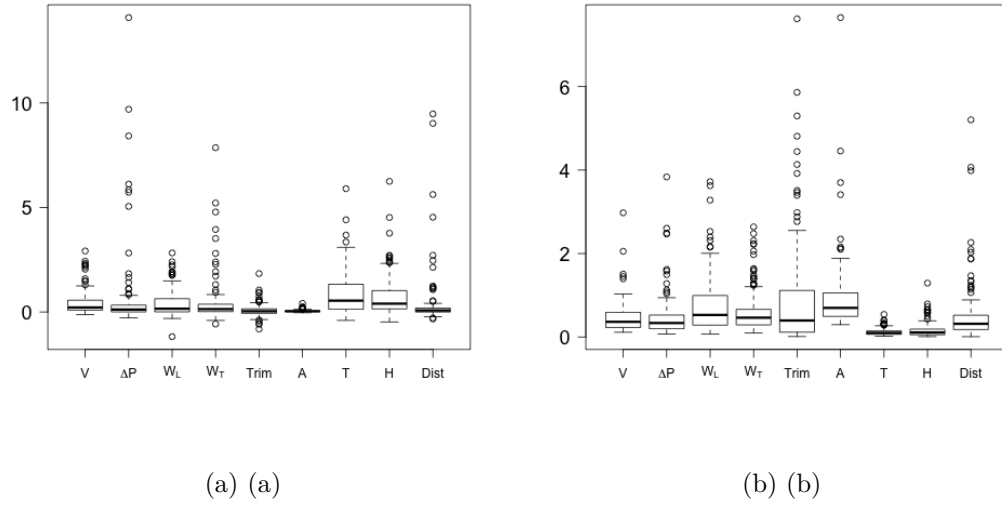 10
5
0
V ΔP W_L W_T Trim A T H Dist
6
4
2
0
V ΔP W_L W_T Trim A T H Dist
(a) (a)
(b) (b)